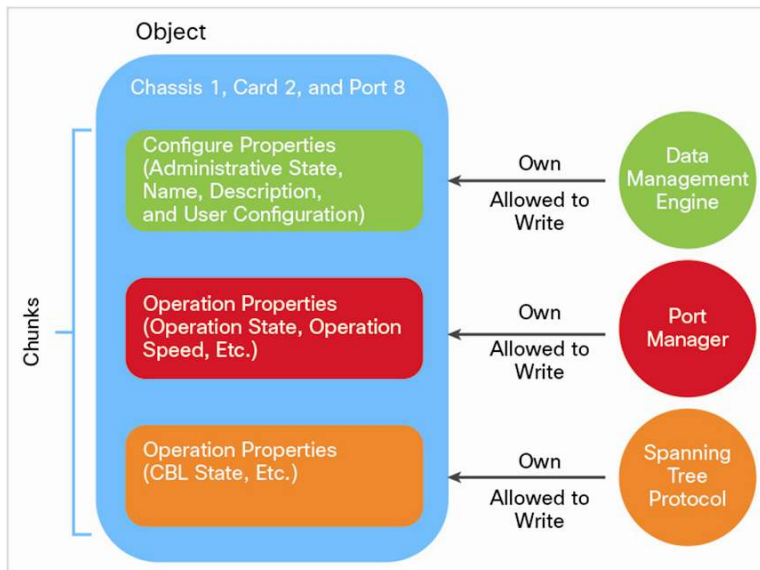 Object
Chassis 1, Card 2, and Port 8
Chunks
Configure Properties
(Administrative State,
Name, Description,
and User Configuration)
Own
Allowed to
Write
Data
Management
Engine
Operation Properties
(Operation State, Operation
Speed, Etc.)
Own
Allowed to
Write
Port
Manager
Operation Properties
(CBL State, Etc.)
Own
Allowed to
Write
Spanning
Tree
Protocol